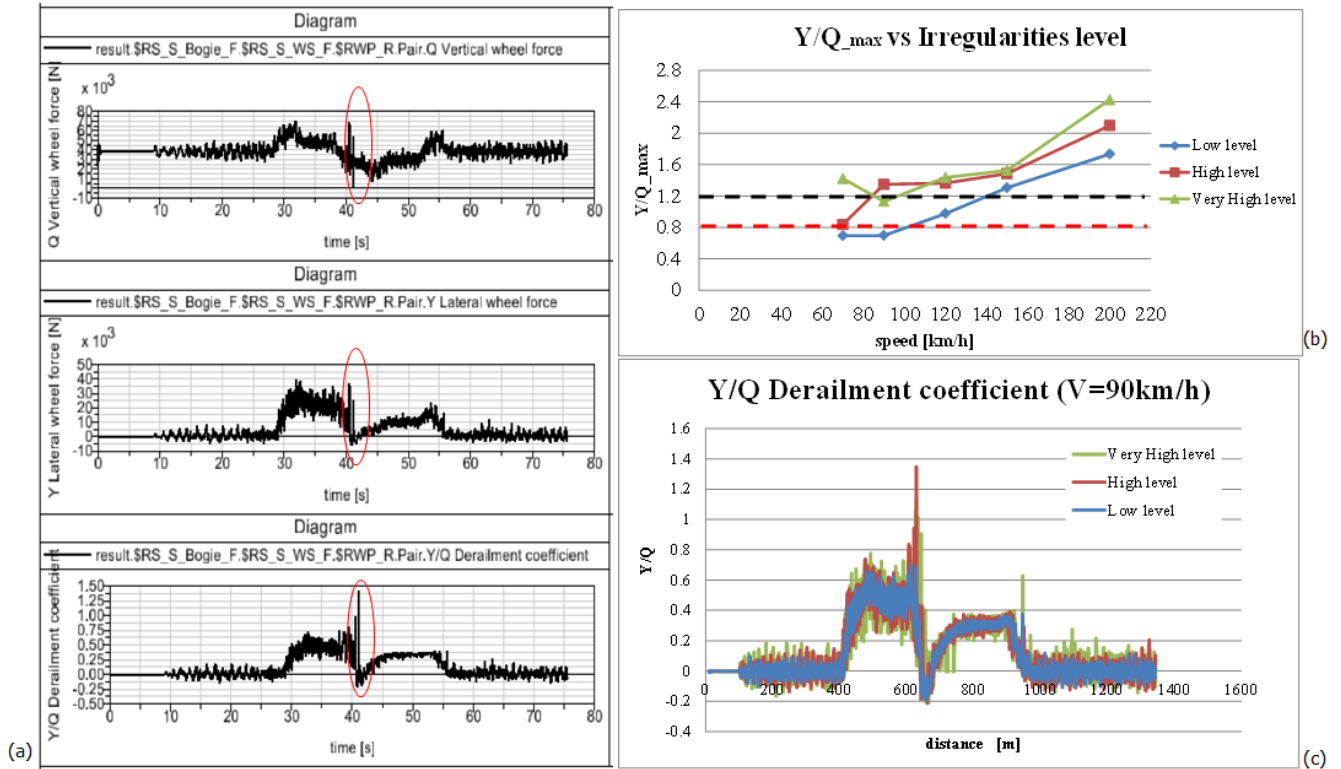 Diagram
result.$RS_S_Bogie_F.$RS_S_WS_F.$RWP_R.Pair.Q Vertical wheel force
Q Vertical wheel force [N]
x 10³
80
70
60
50
40
30
20
10
0
-10
0 10 20 30 40 50 60 70 80
time [s]
Diagram
result.$RS_S_Bogie_F.$RS_S_WS_F.$RWP_R.Pair.Y Lateral wheel force
Y Lateral wheel force [N]
x 10³
50
40
30
20
10
0
-10
0 10 20 30 40 50 60 70 80
time [s]
Diagram
result.$RS_S_Bogie_F.$RS_S_WS_F.$RWP_R.Pair.Y/Q Derailment coefficient
Y/Q Derailment coefficient
1.50
1.25
1.00
0.75
0.50
0.25
0.00
-0.25
-0.50
0 10 20 30 40 50 60 70 80
time [s]
(a)
Y/Q_max vs Irregularities level
Y/Q_max
2.8
2.4
2
1.6
1.2
0.8
0.4
0
0 20 40 60 80 100 120 140 160 180 200 220
speed [km/h]
Low level
High level
Very High level
(b)
Y/Q Derailment coefficient (V=90km/h)
Y/Q
1.6
1.4
1.2
1
0.8
0.6
0.4
0.2
0
-0.2
-0.4
0 200 400 600 800 1000 1200 1400 1600
distance [m]
Very High level
High level
Low level
(c)